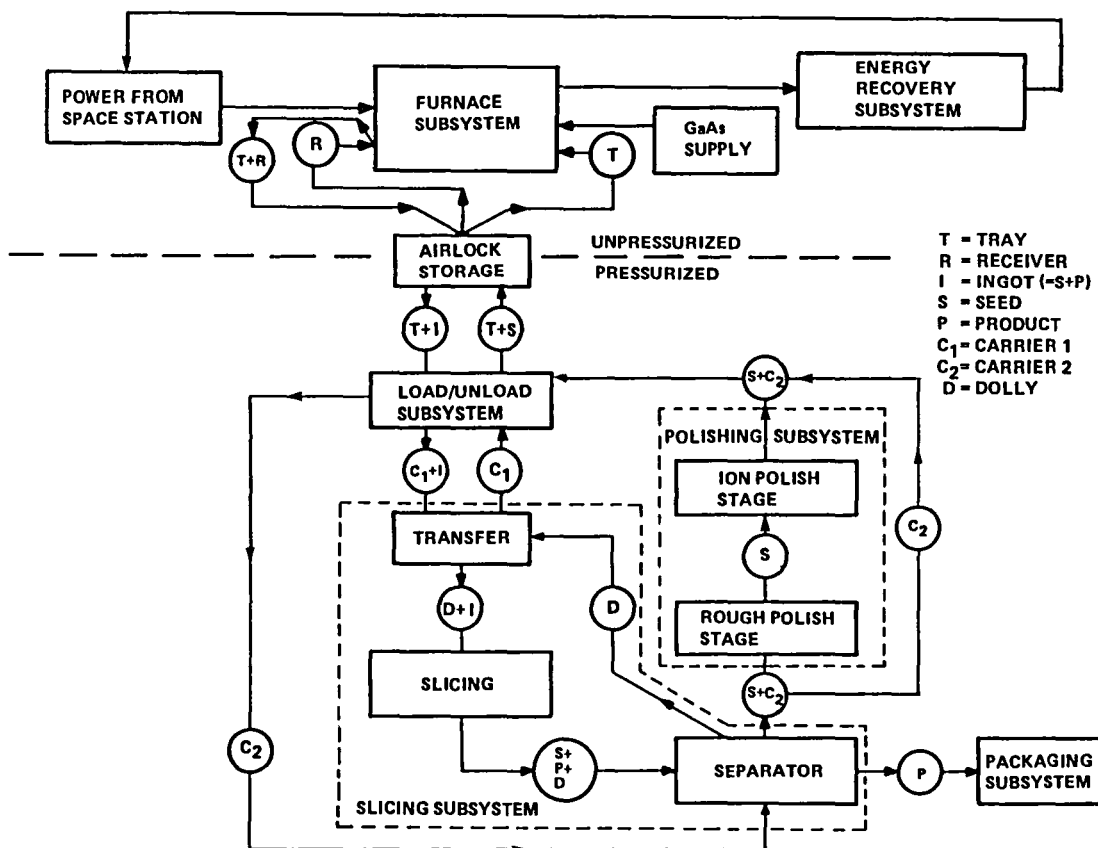 POWER FROM
SPACE STATION
FURNACE
SUBSYSTEM
ENERGY
RECOVERY
SUBSYSTEM
GaAs
SUPPLY
T+R
R
T
AIRLOCK
STORAGE
UNPRESSURIZED
PRESSURIZED
T = TRAY
R = RECEIVER
I = INGOT (=S+P)
S = SEED
P = PRODUCT
C₁= CARRIER 1
C₂= CARRIER 2
D = DOLLY
T+I
T+S
LOAD/UNLOAD
SUBSYSTEM
S+C₂
POLISHING SUBSYSTEM
C₁+I
C₁
ION POLISH
STAGE
TRANSFER
C₂
S
D+I
D
ROUGH POLISH
STAGE
SLICING
S+C₂
C₂
S+
P+
D
SEPARATOR
P
PACKAGING
SUBSYSTEM
SLICING SUBSYSTEM